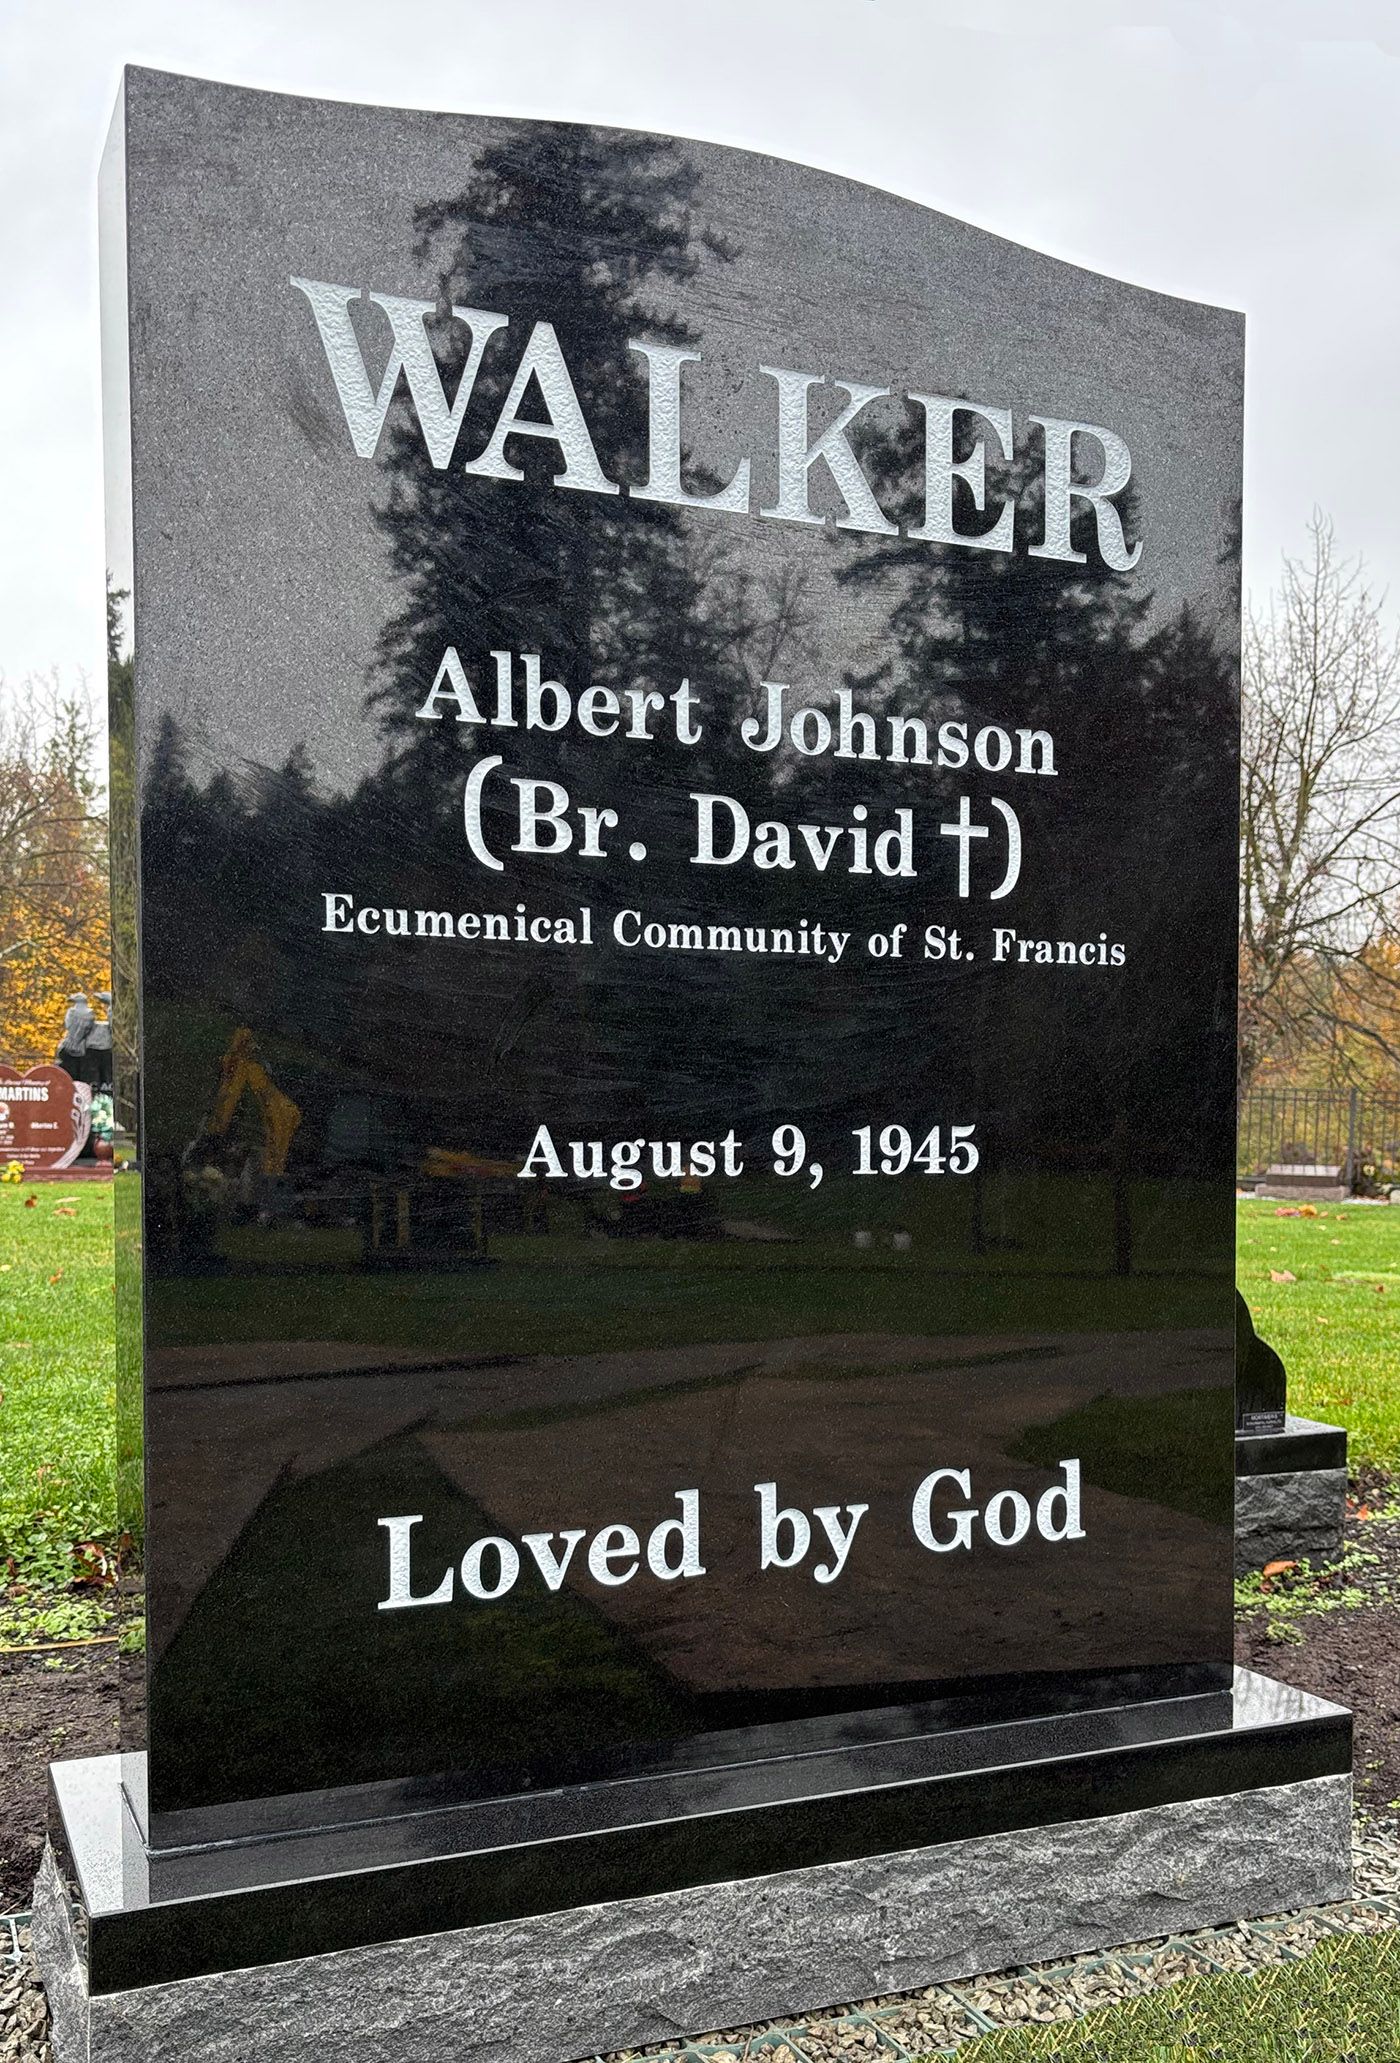 WALKER
Albert Johnson
(Br. David †)
Ecumenical Community of St. Francis
August 9, 1945
Loved by God
MARTINS